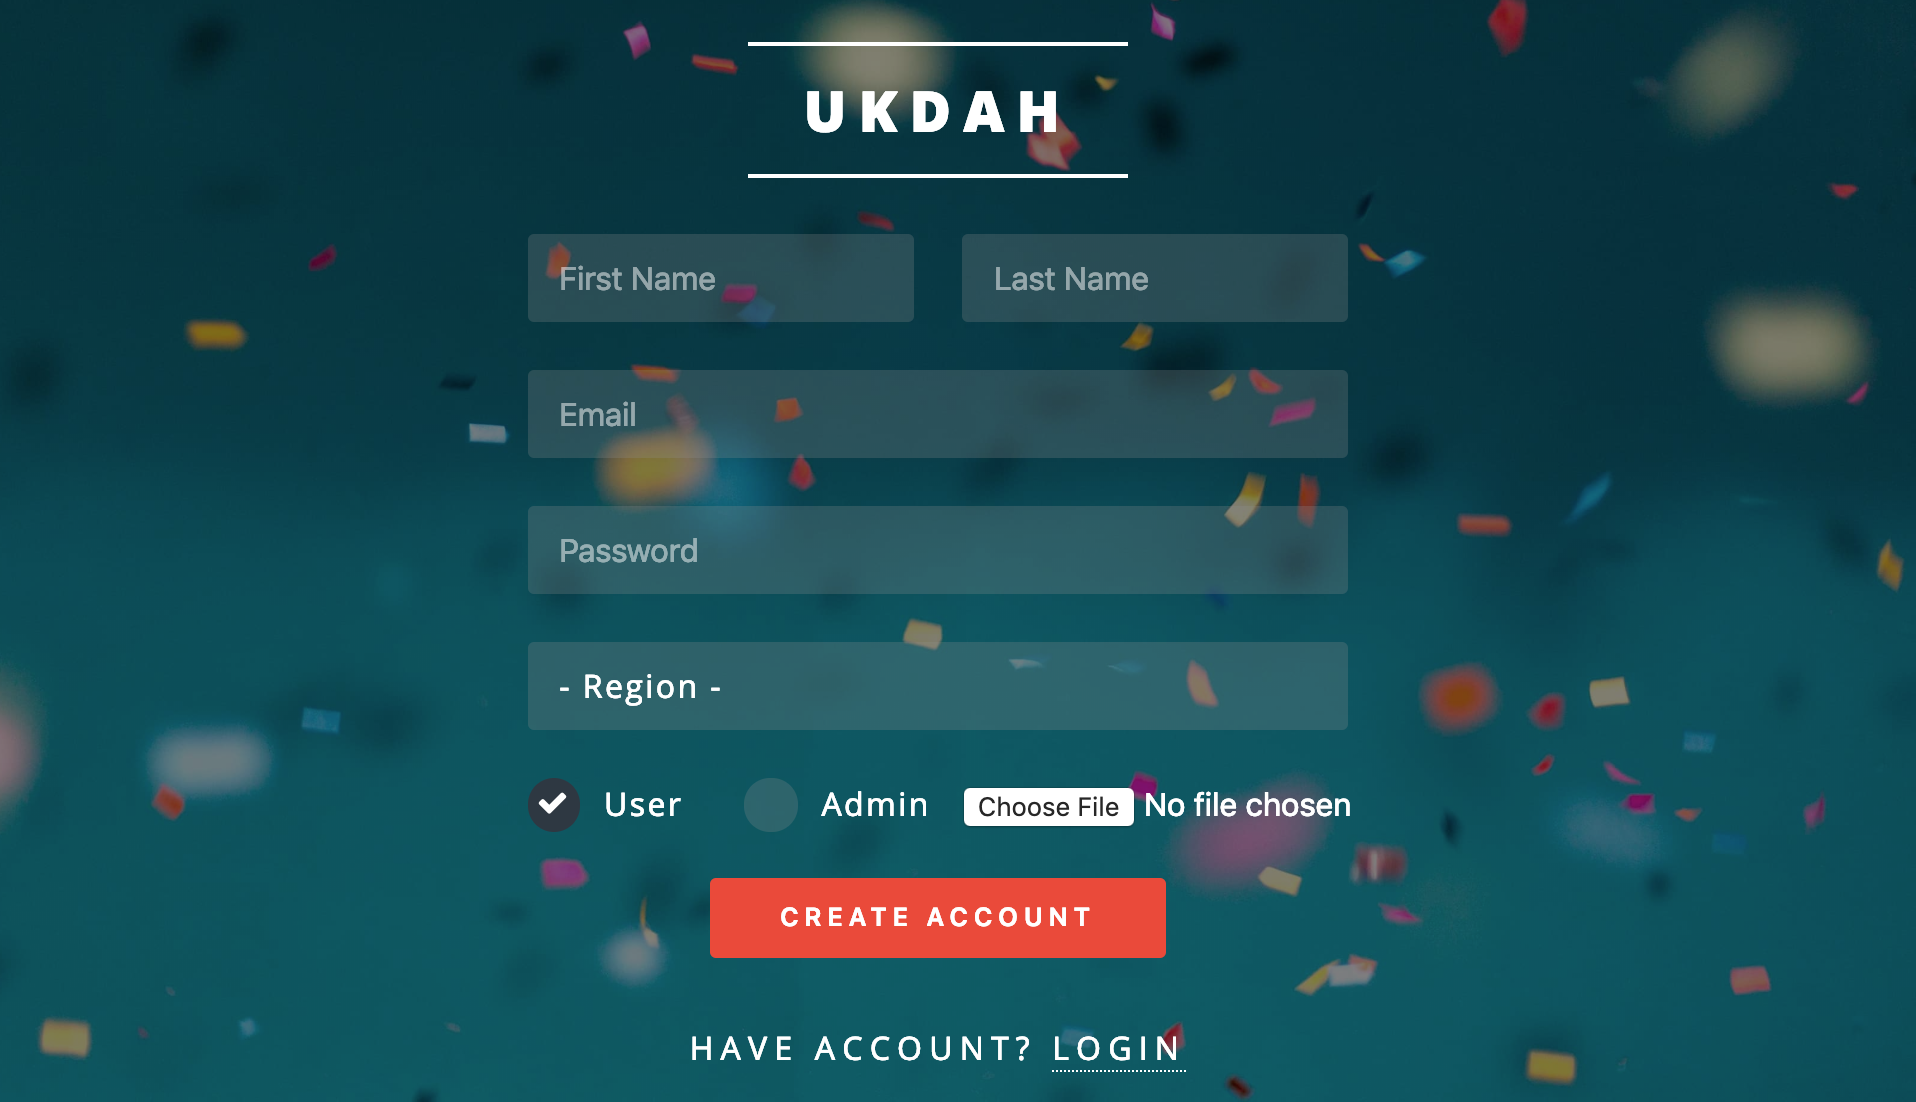 UKDAH
First Name Last Name
Email
Password
- Region -
User Admin Choose File No file chosen
CREATE ACCOUNT
HAVE ACCOUNT? LOGIN